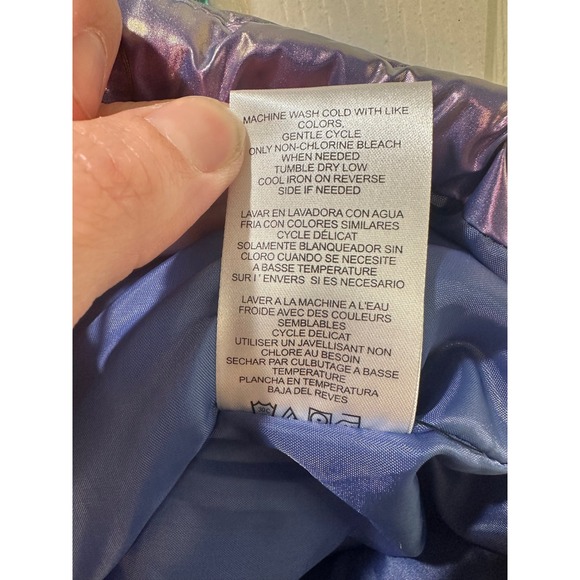 MACHINE WASH COLD WITH LIKE
COLORS,
GENTLE CYCLE
ONLY NON-CHLORINE BLEACH
WHEN NEEDED
TUMBLE DRY LOW
COOL IRON ON REVERSE
SIDE IF NEEDED
LAVAR EN LAVADORA CON AGUA
FRIA CON COLORES SIMILARES
CYCLE DÉLICAT
SOLAMENTE BLANQUEADOR SIN
CLORO CUANDO SE NECESITE
A BASSE TEMPERATURE
SUR I' ENVERS SI ES NECESARIO
LAVER A LA MACHINE A L'EAU
FROIDE AVEC DES COULEURS
SEMBLABLES
CYCLE DELICAT
UTILISER UN JAVELLISANT NON
CHLORE AU BESOIN
SECHAR PAR CULBUTAGE A BASSE
TEMPERATURE
PLANCHA EN TEMPERATURA
BAJA DEL REVES